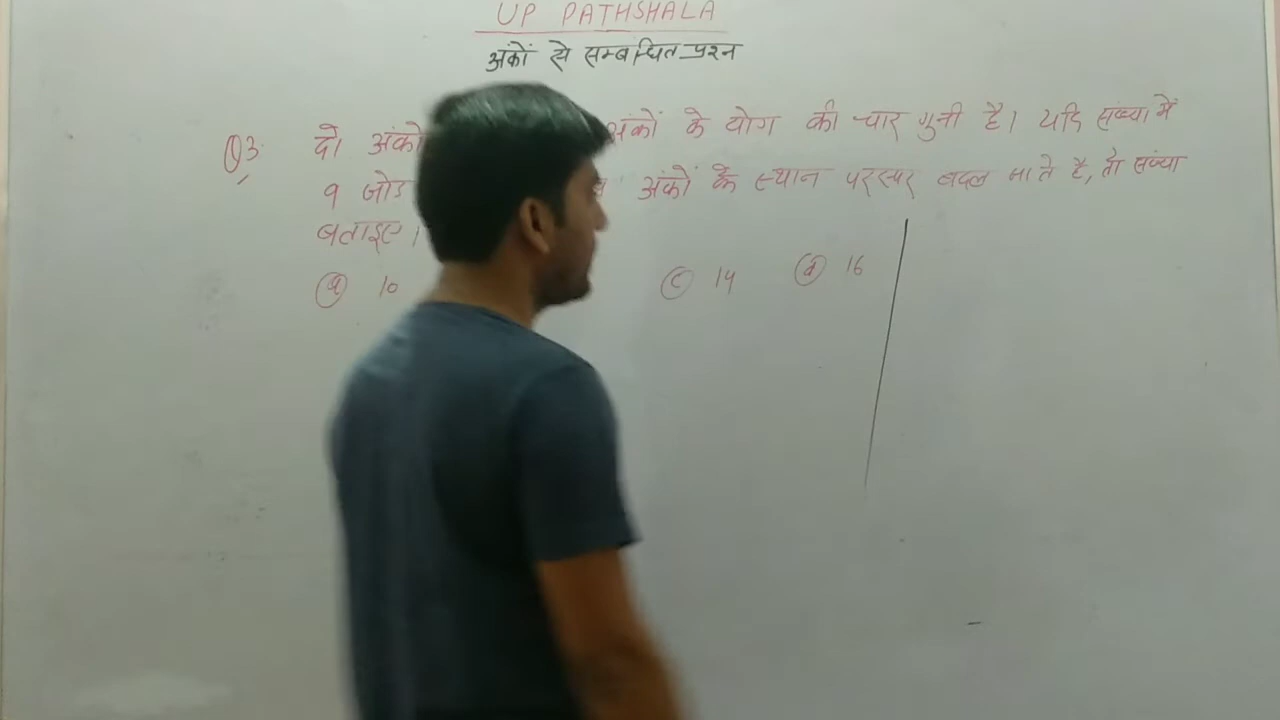 UP PATHSHALA
अंकों से सम्बन्धित प्रश्न
Q3. दो अंकों अंकों के योग की चार गुनी है। यदि संख्या में
9 जोड अंकों के स्थान परस्पर बदल जाते है, तो संख्या
बताइए।
(a) 10 (c) 14 (d) 16